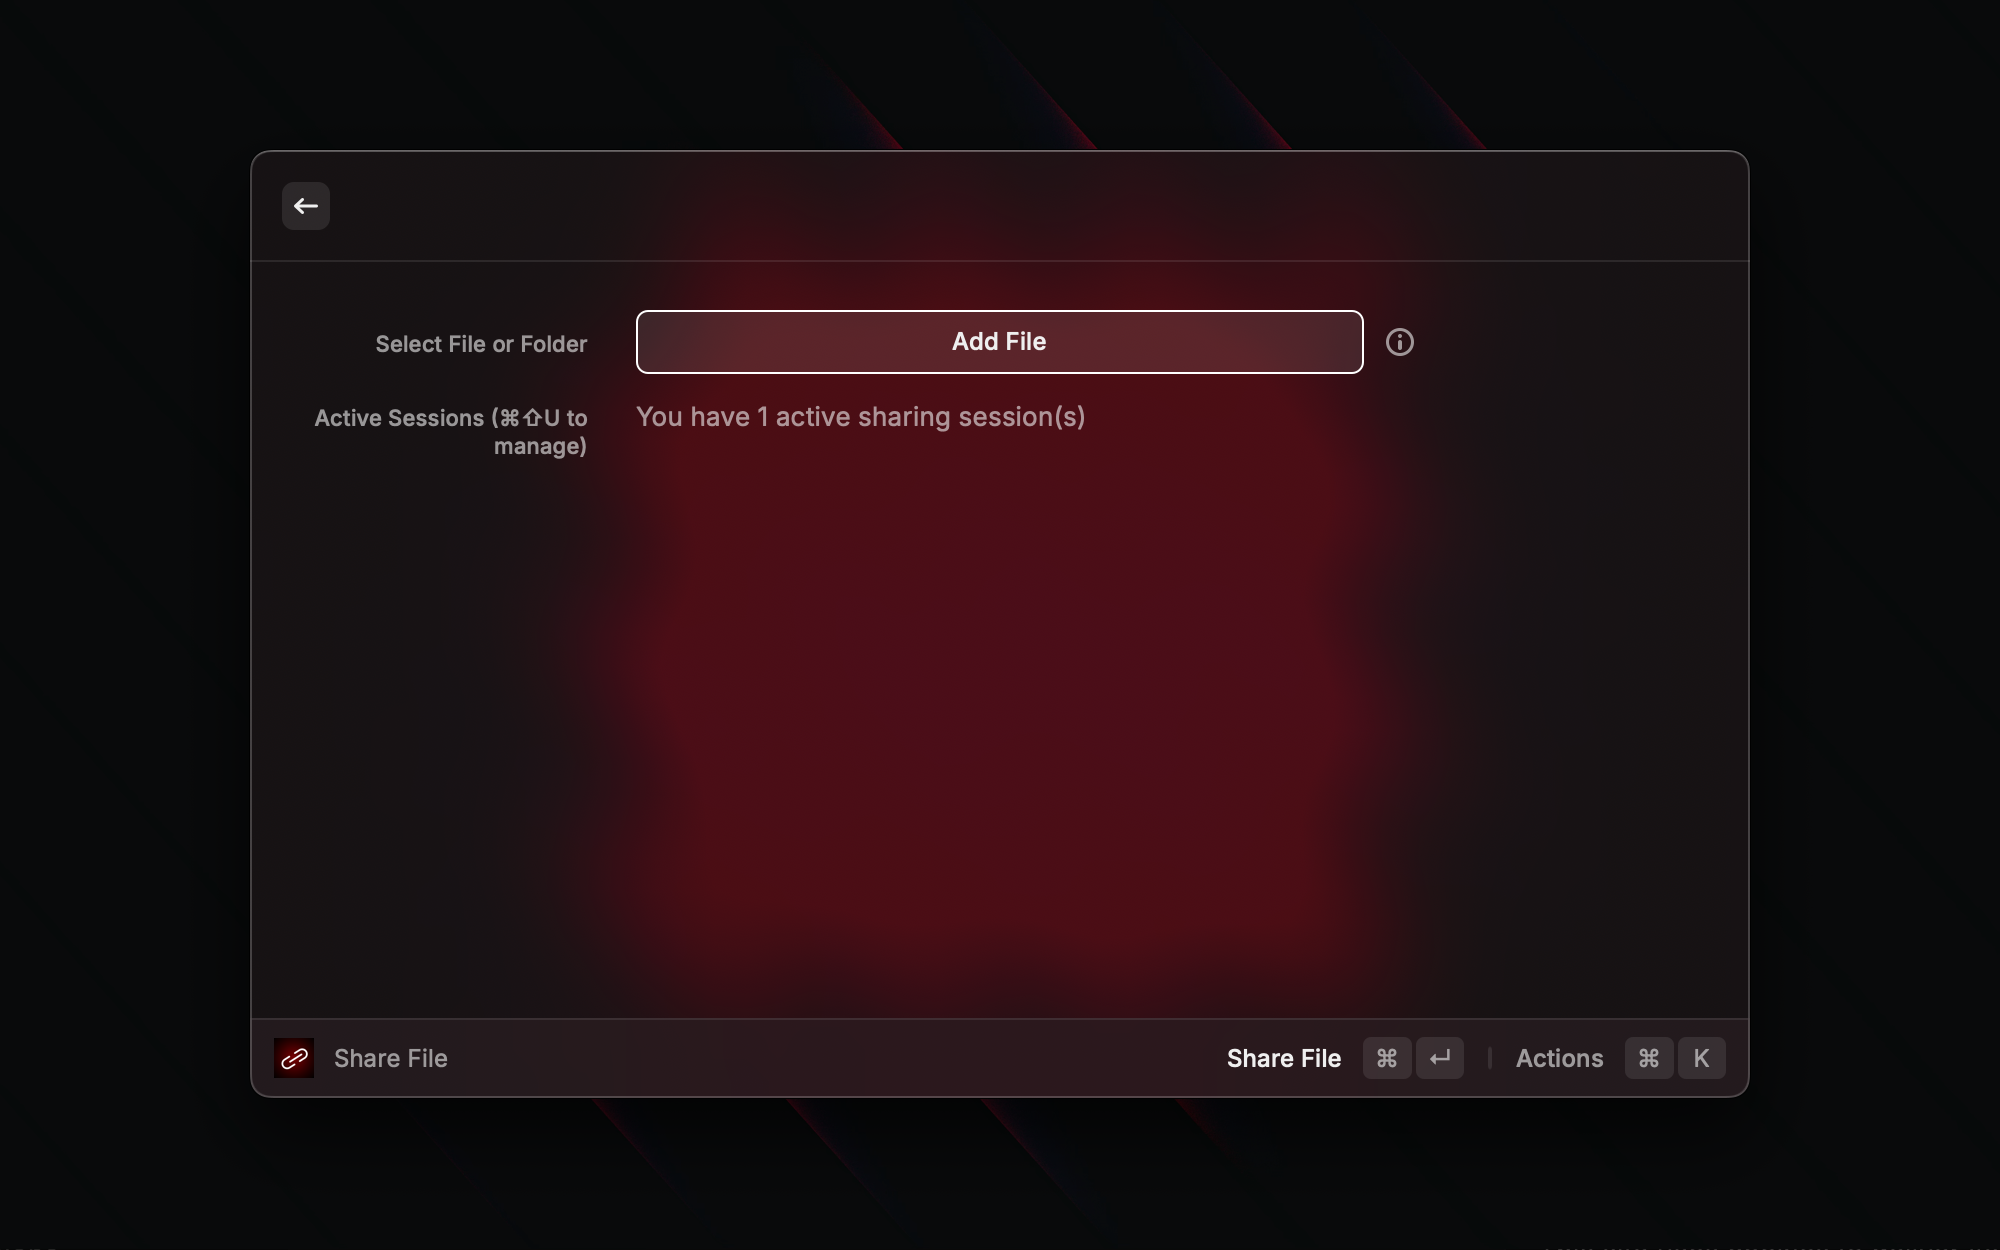 Select File or Folder
Add File
Active Sessions (⌘⇧U to
manage)
You have 1 active sharing session(s)
Share File
Share File ⌘ ↵ Actions ⌘ K